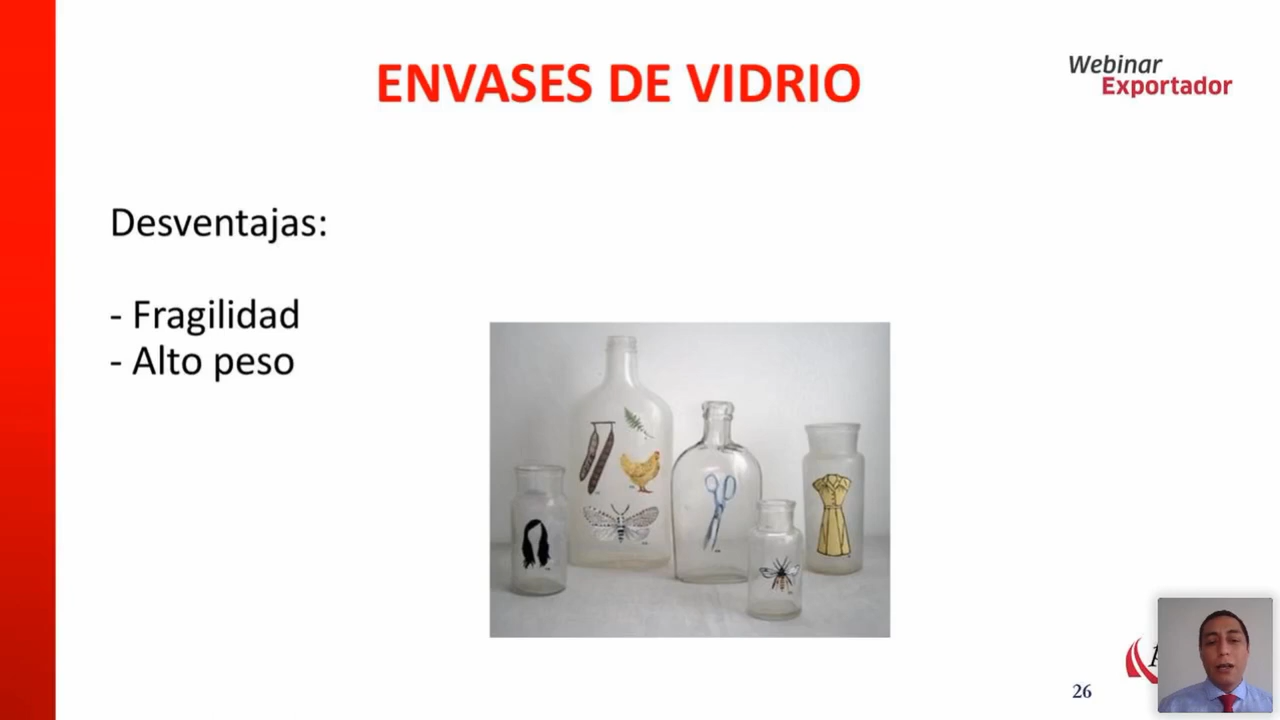 ENVASES DE VIDRIO
Webinar
Exportador
Desventajas:
- Fragilidad
- Alto peso
26